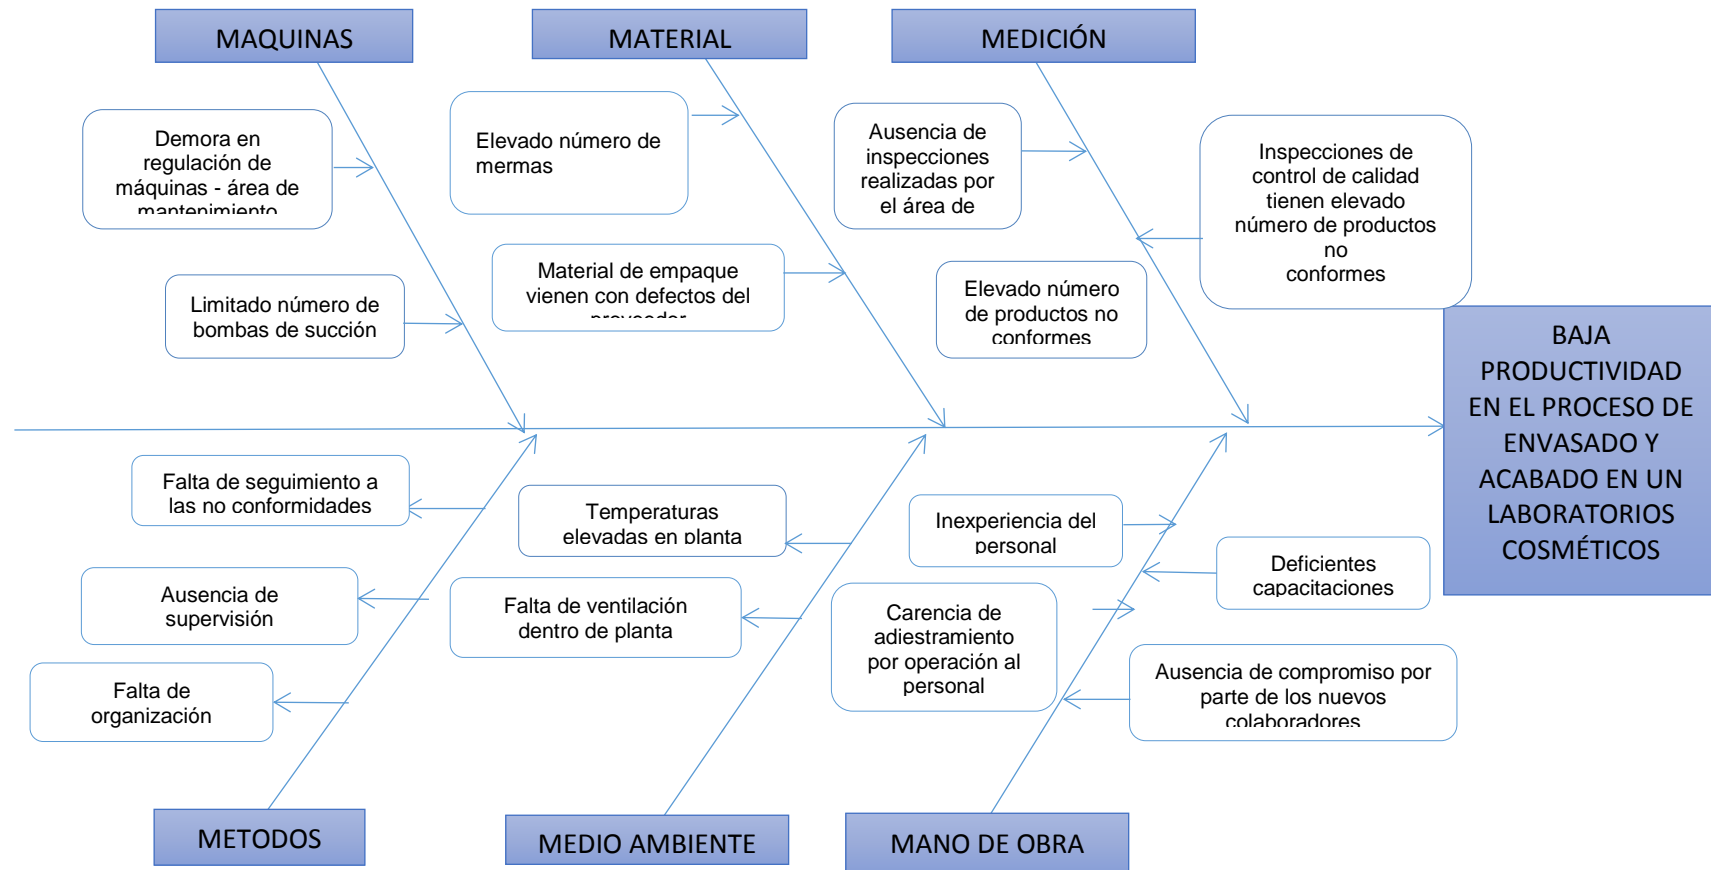 MAQUINAS
MATERIAL
MEDICIÓN
Demora en
regulación de
máquinas - área de
mantenimiento
Elevado número de
mermas
Ausencia de
inspecciones
realizadas por
el área de
Inspecciones de
control de calidad
tienen elevado
número de productos
no
conformes
Limitado número de
bombas de succión
Material de empaque
vienen con defectos del
proveedor
Elevado número
de productos no
conformes
BAJA
PRODUCTIVIDAD
EN EL PROCESO DE
ENVASADO Y
ACABADO EN UN
LABORATORIOS
COSMÉTICOS
Falta de seguimiento a
las no conformidades
Temperaturas
elevadas en planta
Inexperiencia del
personal
Deficientes
capacitaciones
Ausencia de
supervisión
Falta de ventilación
dentro de planta
Carencia de
adiestramiento
por operación al
personal
Falta de
organización
Ausencia de compromiso por
parte de los nuevos
colaboradores
METODOS
MEDIO AMBIENTE
MANO DE OBRA